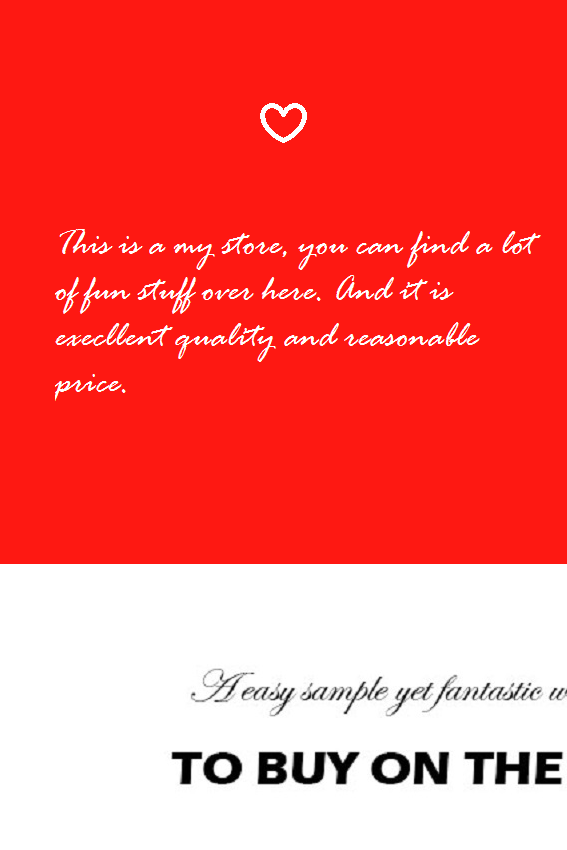 This is a my store, you can find a lot
of fun stuff over here. And it is
execllent quality and reasonable
price.
A easy sample yet fantastic w
TO BUY ON THE